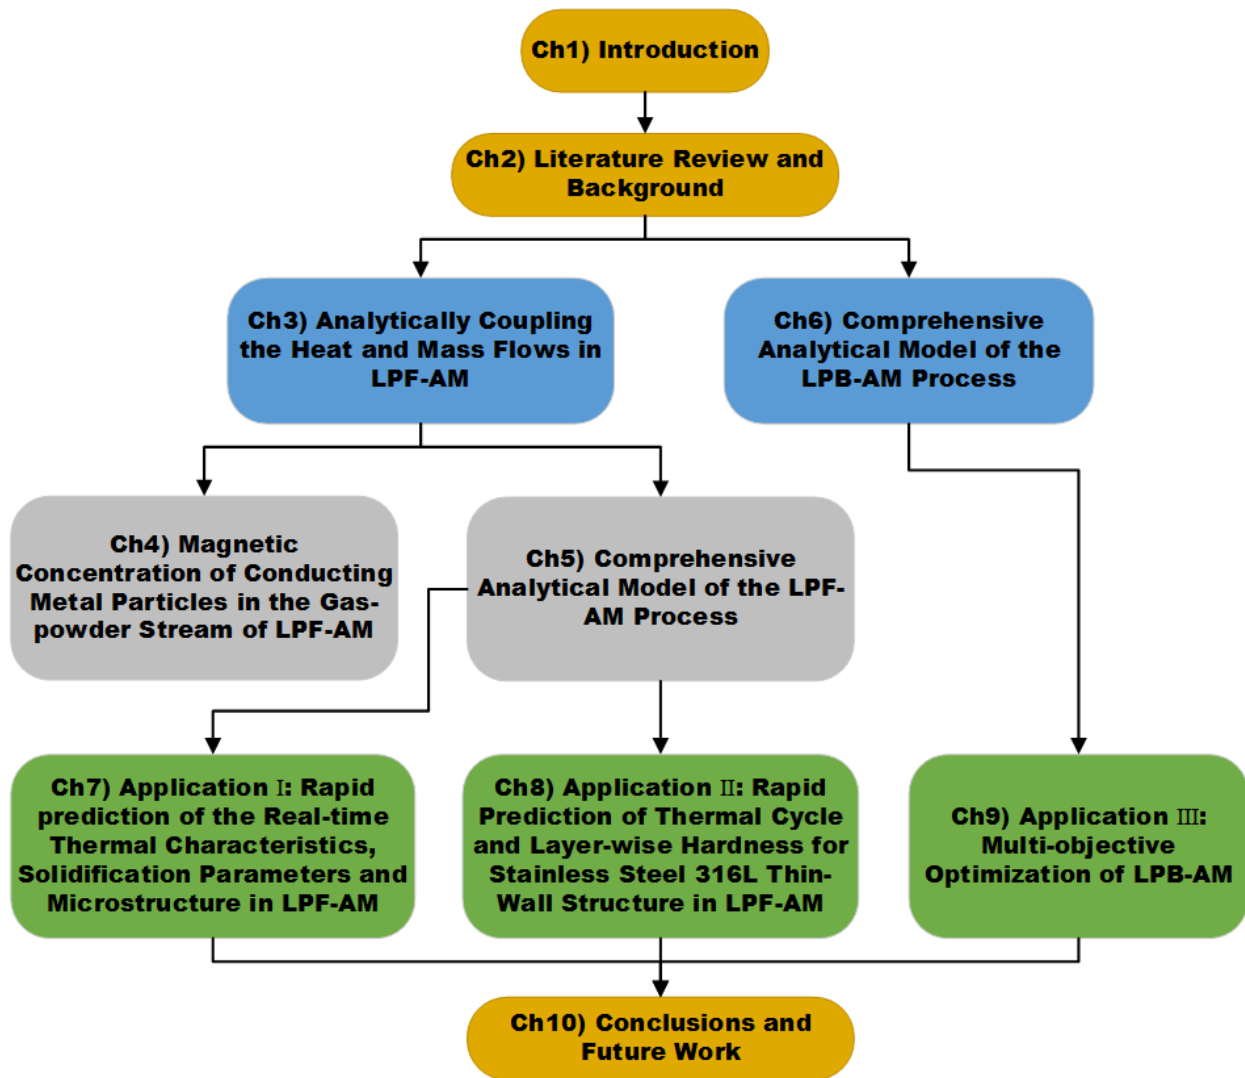 Ch1) Introduction
Ch2) Literature Review and
Background
Ch3) Analytically Coupling
the Heat and Mass Flows in
LPF-AM
Ch6) Comprehensive
Analytical Model of the
LPB-AM Process
Ch4) Magnetic
Concentration of Conducting
Metal Particles in the Gas-
powder Stream of LPF-AM
Ch5) Comprehensive
Analytical Model of the LPF-
AM Process
Ch7) Application Ⅰ: Rapid
prediction of the Real-time
Thermal Characteristics,
Solidification Parameters and
Microstructure in LPF-AM
Ch8) Application Ⅱ: Rapid
Prediction of Thermal Cycle
and Layer-wise Hardness for
Stainless Steel 316L Thin-
Wall Structure in LPF-AM
Ch9) Application Ⅲ:
Multi-objective
Optimization of LPB-AM
Ch10) Conclusions and
Future Work